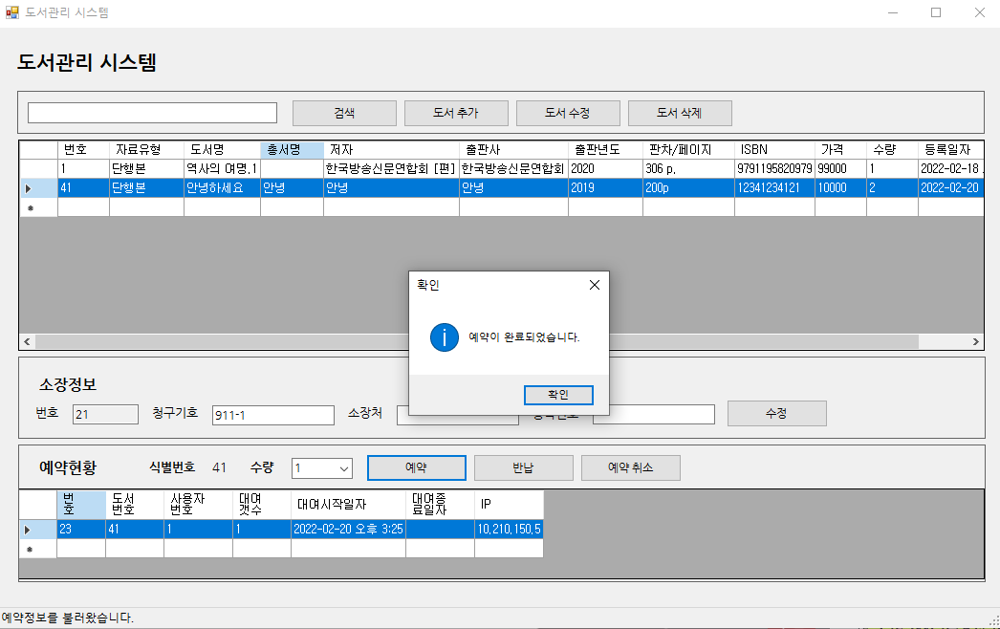 도서관리 시스템
도서관리 시스템
검색 도서 추가 도서 수정 도서 삭제
번호 자료유형 도서명 총서명 저자 출판사 출판년도 판차/페이지 ISBN 가격 수량 등록일자
1 단행본 역사의 여명.1 한국방송신문연합회 [편] 한국방송신문연합회 2020 306 p. 9791195820979 99000 1 2022-02-18
41 단행본 안녕하세요 안녕 안녕 안녕 2019 200p 12341234121 10000 2 2022-02-20
확인
예약이 완료되었습니다.
확인
소장정보
번호 21 청구기호 911-1 소장처 수정
예약현황 식별번호 41 수량 1 예약 반납 예약 취소
번호 도서번호 사용자번호 대여갯수 대여시작일자 대여종료일자 IP
23 41 1 1 2022-02-20 오후 3:25 10,210,150,5
예약정보를 불러왔습니다.